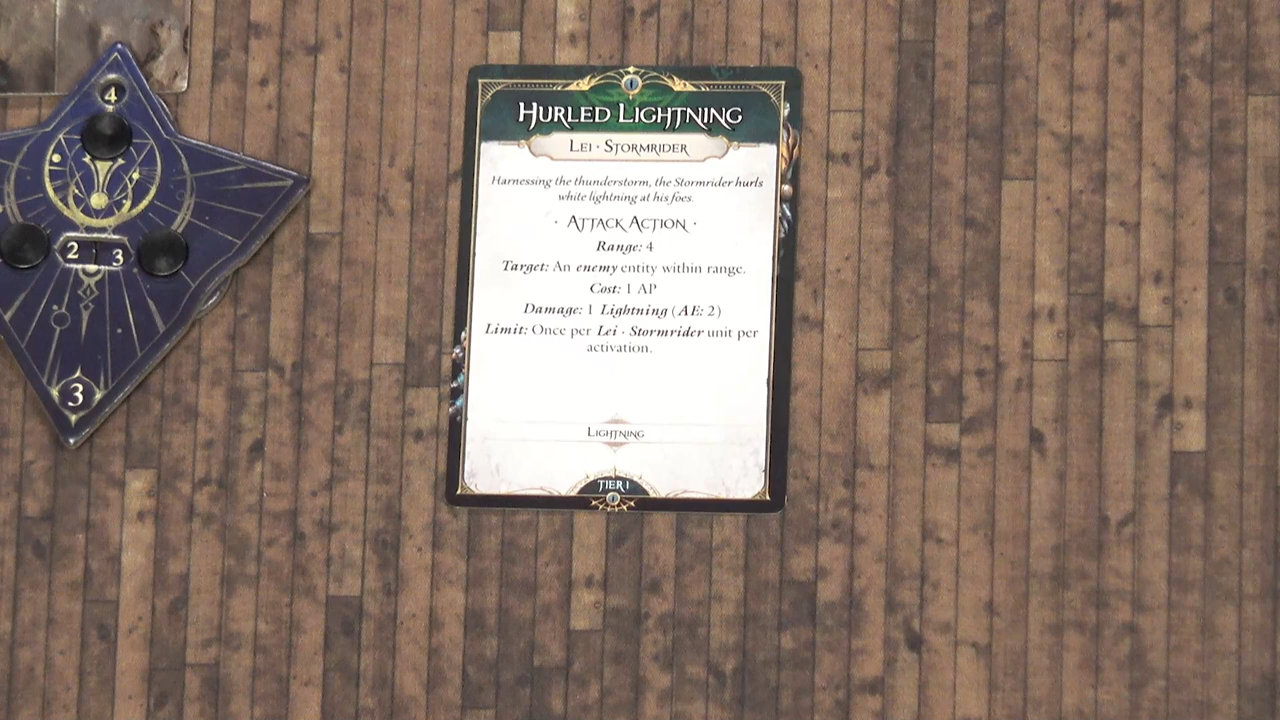 4
2 3
3
HURLED LIGHTNING
LEI · STORMRIDER
Harnessing the thunderstorm, the Stormrider hurls
white lightning at his foes.
· ATTACK ACTION ·
Range: 4
Target: An enemy entity within range.
Cost: 1 AP
Damage: 1 Lightning (AE: 2)
Limit: Once per Lei · Stormrider unit per
activation.
LIGHTNING
TIER 1